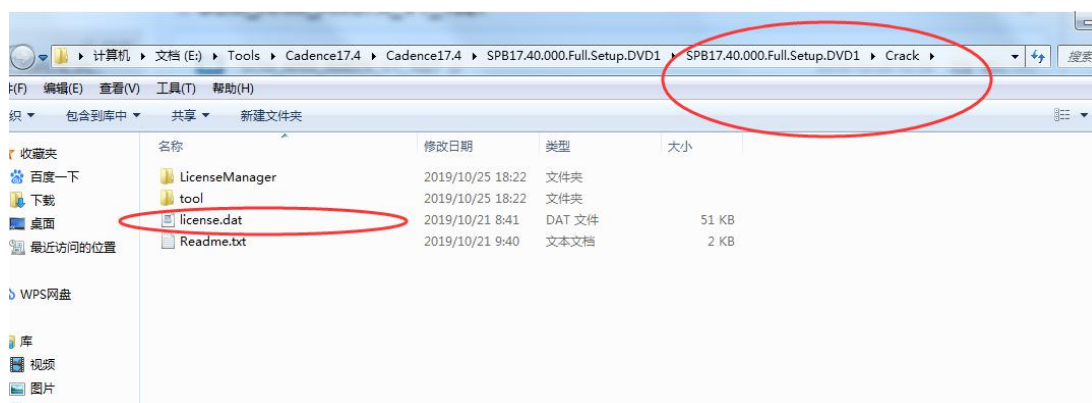 计算机 ▸ 文档 (E:) ▸ Tools ▸ Cadence17.4 ▸ Cadence17.4 ▸ SPB17.40.000.Full.Setup.DVD1 ▸ SPB17.40.000.Full.Setup.DVD1 ▸ Crack ▸
(F) 编辑(E) 查看(V) 工具(T) 帮助(H)
织 包含到库中 共享 新建文件夹
收藏夹
百度一下
下载
桌面
最近访问的位置
WPS网盘
库
视频
图片
名称 修改日期 类型 大小
LicenseManager 2019/10/25 18:22 文件夹
tool 2019/10/25 18:22 文件夹
license.dat 2019/10/21 8:41 DAT 文件 51 KB
Readme.txt 2019/10/21 9:40 文本文档 2 KB